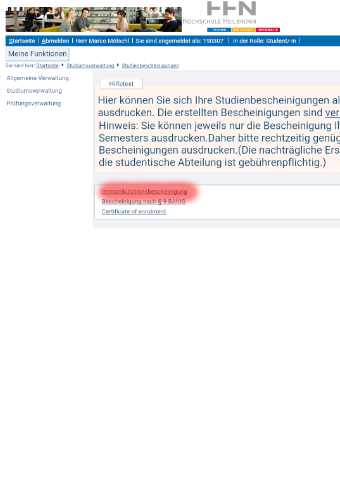 HHN
HOCHSCHULE HEILBRONN
Startseite | Abmelden | Herr Marco Mölschl | Sie sind angemeldet als: 190307 | in der Rolle: Student/-in |
Meine Funktionen
Sie sind hier: Startseite Studiumsverwaltung Studienbescheinigungen
Allgemeine Verwaltung
Studiumsverwaltung
Prüfungsverwaltung
Hilfetext
Hier können Sie sich Ihre Studienbescheinigungen al
ausdrucken. Die erstellten Bescheinigungen sind ver
Hinweis: Sie können jeweils nur die Bescheinigung Ih
Semesters ausdrucken.Daher bitte rechtzeitig genüg
Bescheinigungen ausdrucken.(Die nachträgliche Ers
die studentische Abteilung ist gebührenpflichtig.)
Immatrikulationsbescheinigung
Bescheinigung nach § 9 BAföG
Certificate of enrolment